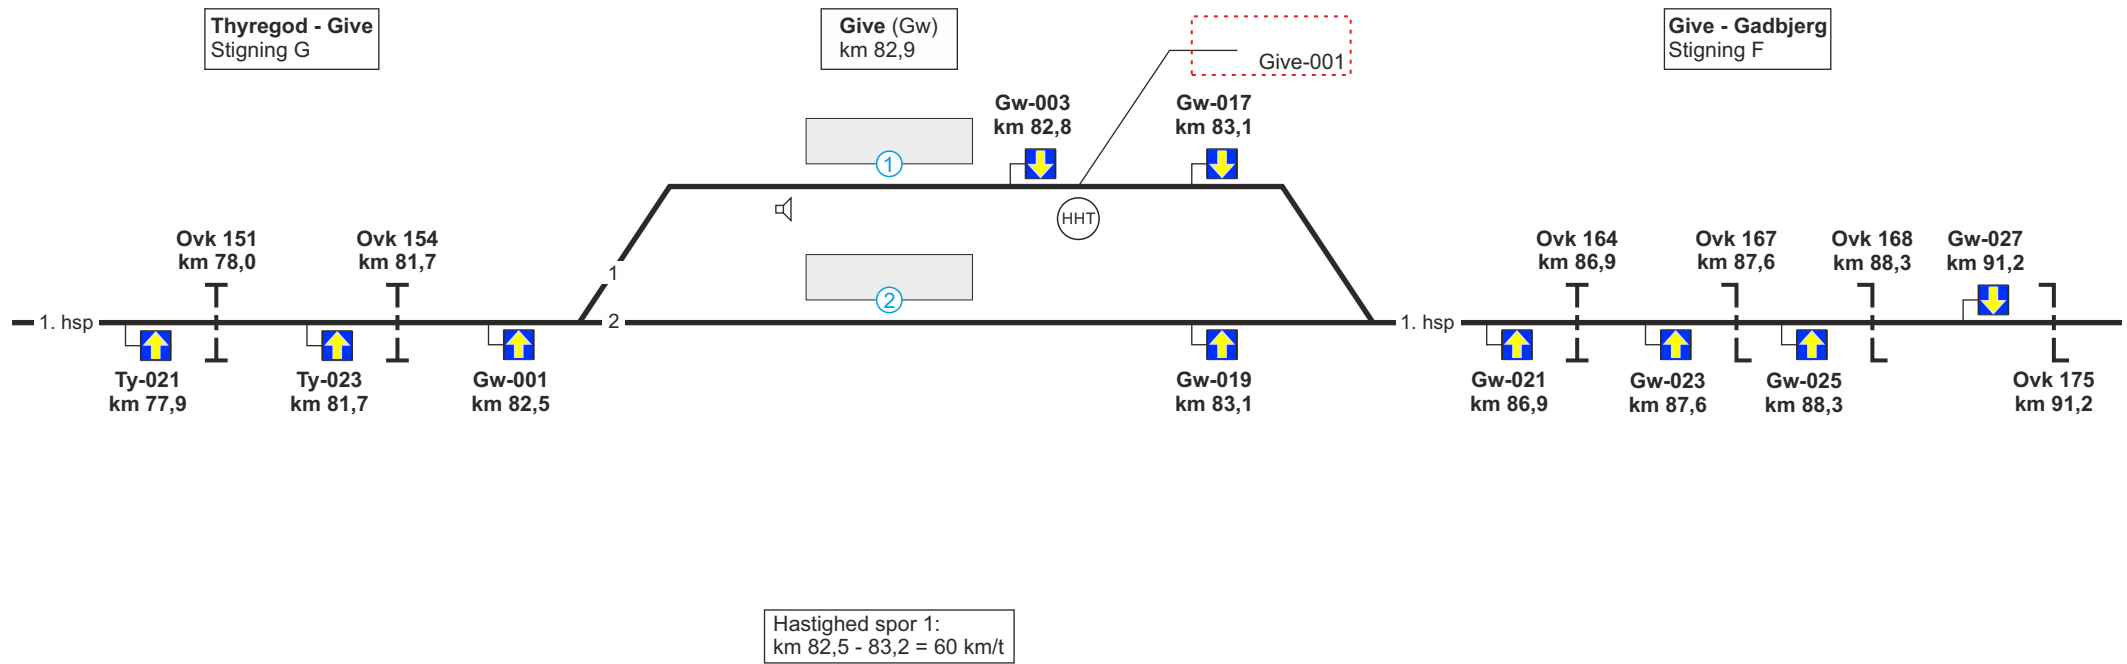 Thyregod - Give
Stigning G
Give (Gw)
km 82,9
Give-001
Give - Gadbjerg
Stigning F
Gw-003
km 82,8
Gw-017
km 83,1
1
HHT
Ovk 151
km 78,0
Ovk 154
km 81,7
Ovk 164
km 86,9
Ovk 167
km 87,6
Ovk 168
km 88,3
Gw-027
km 91,2
1
2
1. hsp
2
1. hsp
Ty-021
km 77,9
Ty-023
km 81,7
Gw-001
km 82,5
Gw-019
km 83,1
Gw-021
km 86,9
Gw-023
km 87,6
Gw-025
km 88,3
Ovk 175
km 91,2
Hastighed spor 1:
km 82,5 - 83,2 = 60 km/t